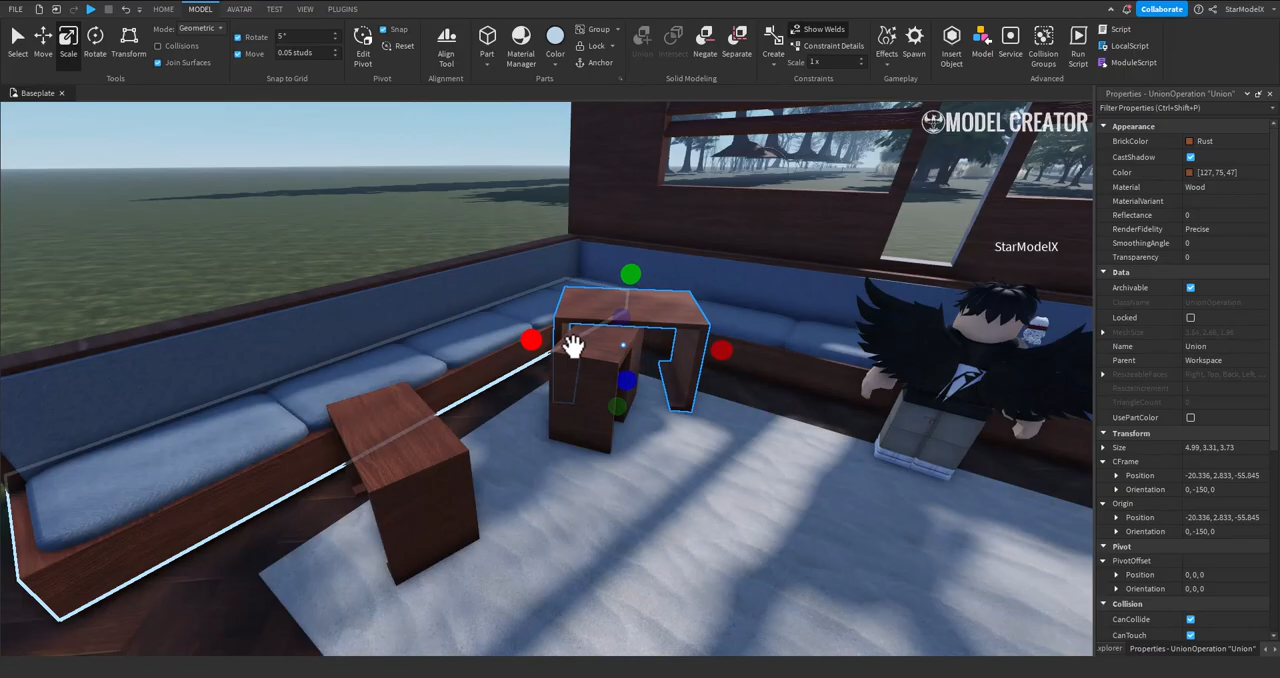 FILE HOME MODEL AVATAR TEST VIEW PLUGINS Collaborate StarModelX
Select Move Scale Rotate Transform Mode: Geometric Collisions Join Surfaces Tools
Rotate 5 ° Move 0.05 studs Snap to Grid
Edit Pivot Snap Reset Pivot
Align Tool Alignment
Part Material Manager Color Group Lock Anchor Parts
Union Intersect Negate Separate Solid Modeling
Create Show Welds Constraint Details Scale 1 x Constraints
Effects Spawn Gameplay
Insert Object Model Service Collision Groups Run Script Script LocalScript ModuleScript Advanced
Baseplate
MODEL CREATOR
StarModelX
Properties - UnionOperation "Union"
Filter Properties (Ctrl+Shift+P)
Appearance
BrickColor Rust
CastShadow
Color [127, 75, 47]
Material Wood
MaterialVariant
Reflectance 0
RenderFidelity Precise
SmoothingAngle 0
Transparency 0
Data
Archivable
ClassName UnionOperation
Locked
Name Union
Parent Workspace
ResizeableFaces Right, Top, Back, Left, ...
ResizeIncrement 1
TriangleCount
UsePartColor
Transform
Size 4.99, 3.31, 3.73
CFrame
Position -20.336, 2.833, -55.845
Orientation 0, -150, 0
Origin
Position -20.336, 2.833, -55.845
Orientation 0, -150, 0
Pivot
PivotOffset
Position 0, 0, 0
Orientation 0, 0, 0
Collision
CanCollide
CanTouch
xplorer Properties - UnionOperation "Union"